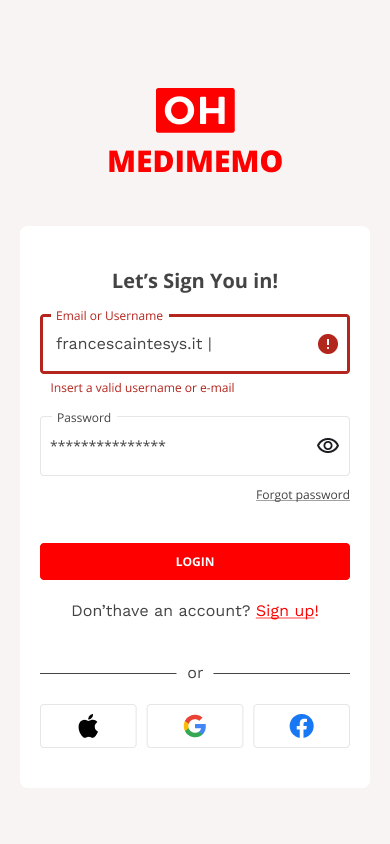 OH
MEDIMEMO
Let’s Sign You in!
Email or Username
francescaintesys.it |
Insert a valid username or e-mail
Password
***************
Forgot password
LOGIN
Don’thave an account? Sign up!
or